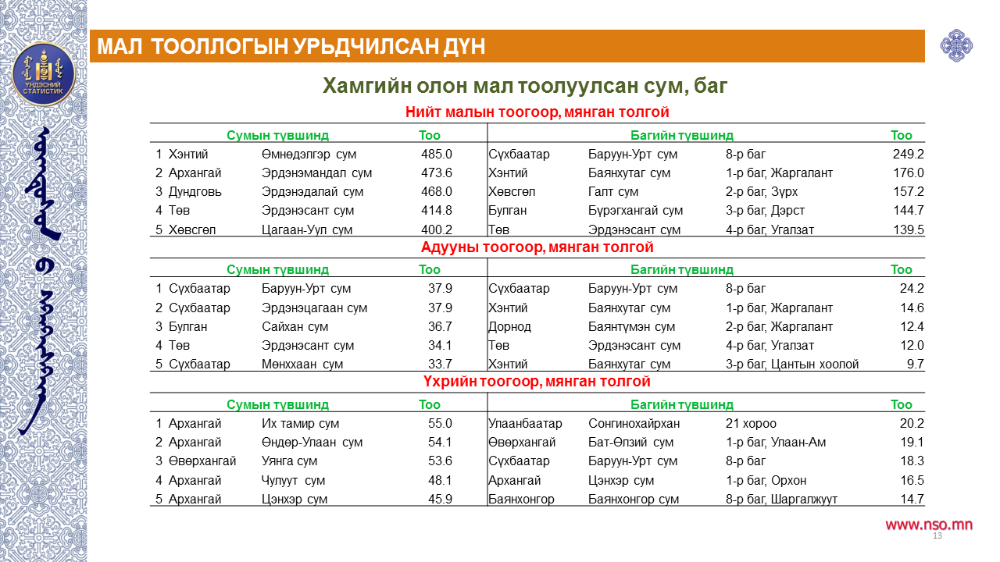 МАЛ ТООЛЛОГЫН УРЬДЧИЛСАН ДҮН
ҮНДЭСНИЙ
СТАТИСТИК
Хамгийн олон мал тоолуулсан сум, баг
Нийт малын тоогоор, мянган толгой
Сумын түвшинд Тоо Багийн түвшинд Тоо
1 Хэнтий Өмнөдэлгэр сум 485.0 Сүхбаатар Баруун-Урт сум 8-р баг 249.2
2 Архангай Эрдэнэмандал сум 473.6 Хэнтий Баянхутаг сум 1-р баг, Жаргалант 176.0
3 Дундговь Эрдэнэдалай сум 468.0 Хөвсгөл Галт сум 2-р баг, Зүрх 157.2
4 Төв Эрдэнэсант сум 414.8 Булган Бүрэгхангай сум 3-р баг, Дэрст 144.7
5 Хөвсгөл Цагаан-Уул сум 400.2 Төв Эрдэнэсант сум 4-р баг, Угалзат 139.5
Адууны тоогоор, мянган толгой
Сумын түвшинд Тоо Багийн түвшинд Тоо
1 Сүхбаатар Баруун-Урт сум 37.9 Сүхбаатар Баруун-Урт сум 8-р баг 24.2
2 Сүхбаатар Эрдэнэцагаан сум 37.9 Хэнтий Баянхутаг сум 1-р баг, Жаргалант 14.6
3 Булган Сайхан сум 36.7 Дорнод Баянтүмэн сум 2-р баг, Жаргалант 12.4
4 Төв Эрдэнэсант сум 34.1 Төв Эрдэнэсант сум 4-р баг, Угалзат 12.0
5 Сүхбаатар Мөнххаан сум 33.7 Хэнтий Баянхутаг сум 3-р баг, Цантын хоолой 9.7
Үхрийн тоогоор, мянган толгой
Сумын түвшинд Тоо Багийн түвшинд Тоо
1 Архангай Их тамир сум 55.0 Улаанбаатар Сонгинохайрхан 21 хороо 20.2
2 Архангай Өндөр-Улаан сум 54.1 Өвөрхангай Бат-Өлзий сум 1-р баг, Улаан-Ам 19.1
3 Өвөрхангай Уянга сум 53.6 Сүхбаатар Баруун-Урт сум 8-р баг 18.3
4 Архангай Чулуут сум 48.1 Архангай Цэнхэр сум 1-р баг, Орхон 16.5
5 Архангай Цэнхэр сум 45.9 Баянхонгор Баянхонгор сум 8-р баг, Шаргалжуут 14.7
www.nso.mn
13